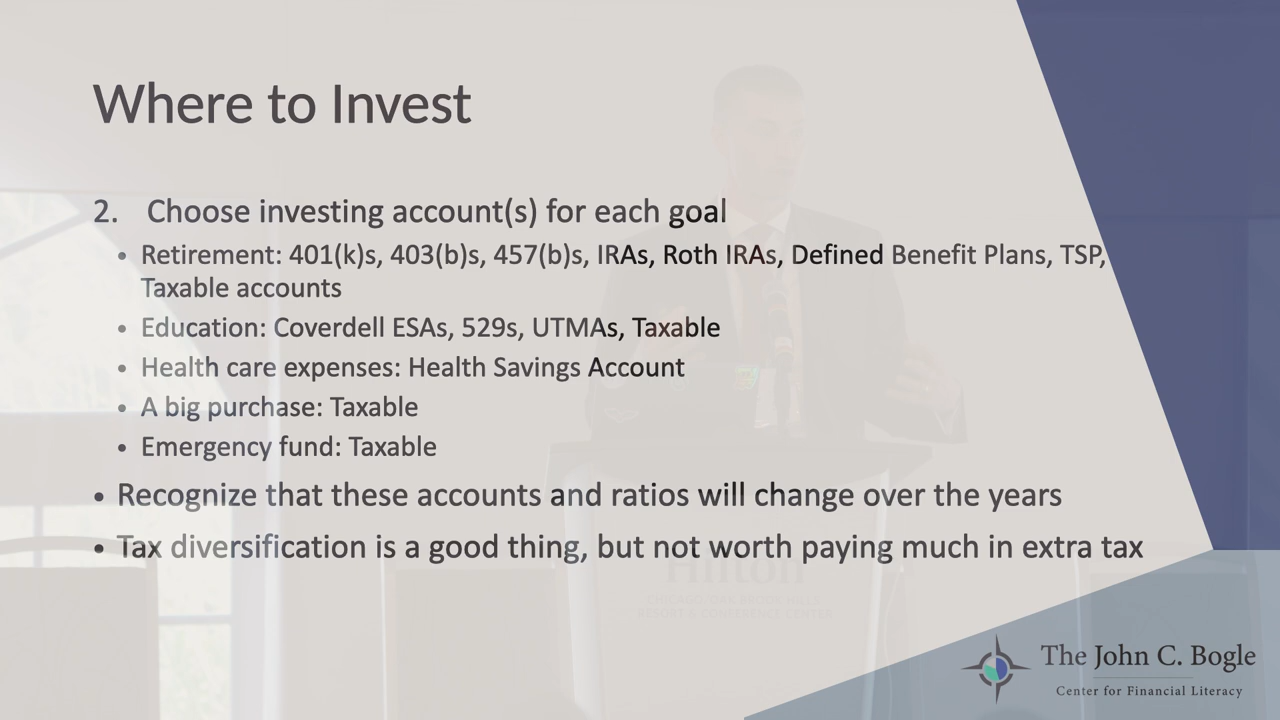 Where to Invest
2. Choose investing account(s) for each goal
• Retirement: 401(k)s, 403(b)s, 457(b)s, IRAs, Roth IRAs, Defined Benefit Plans, TSP,
Taxable accounts
• Education: Coverdell ESAs, 529s, UTMAs, Taxable
• Health care expenses: Health Savings Account
• A big purchase: Taxable
• Emergency fund: Taxable
• Recognize that these accounts and ratios will change over the years
• Tax diversification is a good thing, but not worth paying much in extra tax
Hilton
RESORT & CONFERENCE CENTER
The John C. Bogle
Center for Financial Literacy